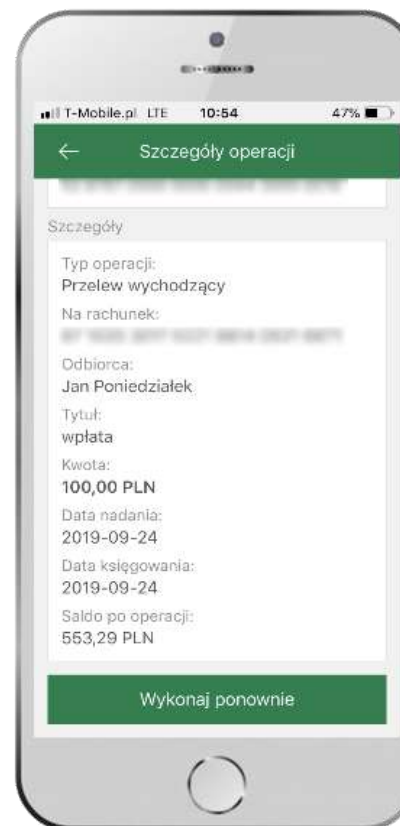 T-Mobile.pl LTE 10:54 47%
Szczegóły operacji
Szczegóły
Typ operacji:
Przelew wychodzący
Na rachunek:
Odbiorca:
Jan Poniedziałek
Tytuł:
wpłata
Kwota:
100,00 PLN
Data nadania:
2019-09-24
Data księgowania:
2019-09-24
Saldo po operacji:
553,29 PLN
Wykonaj ponownie